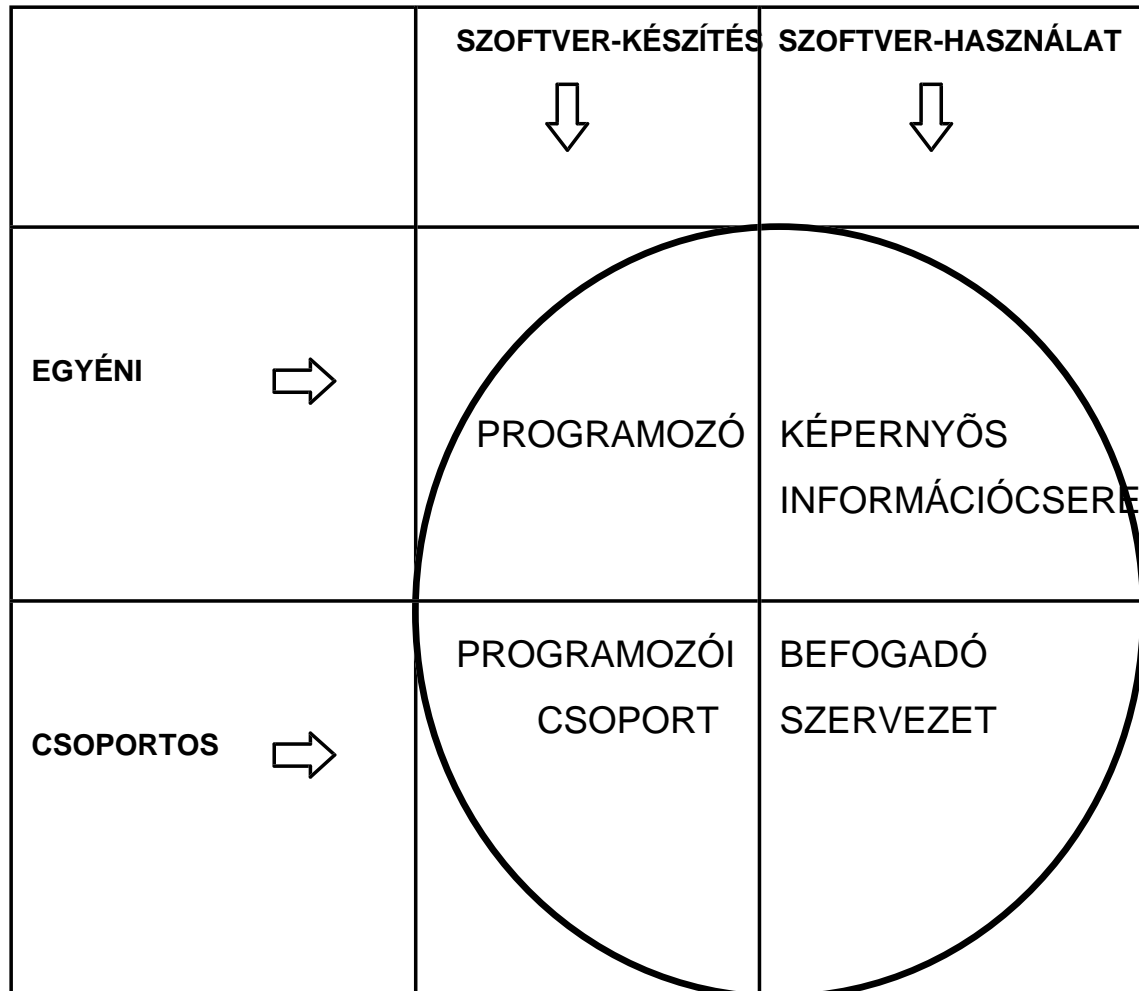 SZOFTVER-KÉSZÍTÉS SZOFTVER-HASZNÁLAT
EGYÉNI
PROGRAMOZÓ KÉPERNYÕS
INFORMÁCIÓCSERE
PROGRAMOZÓI BEFOGADÓ
CSOPORT SZERVEZET
CSOPORTOS